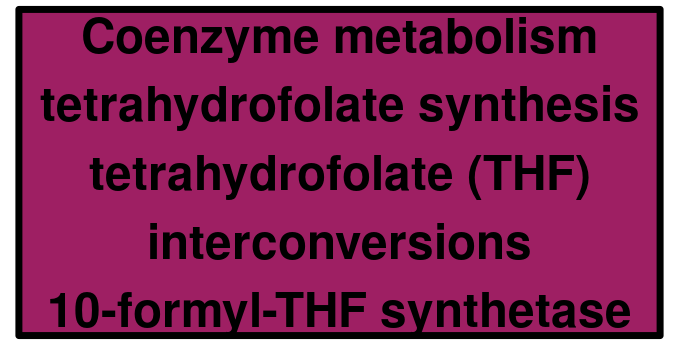 Coenzyme metabolism
tetrahydrofolate synthesis
tetrahydrofolate (THF)
interconversions
10-formyl-THF synthetase